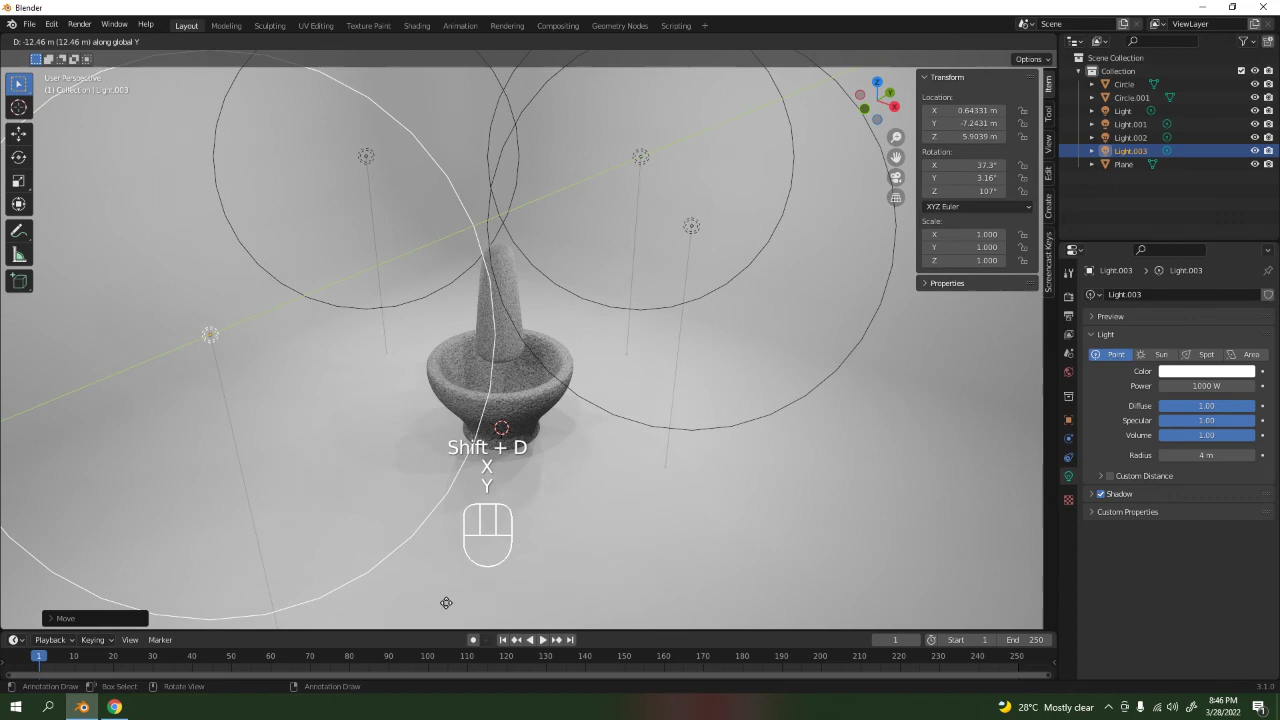 Blender
File Edit Render Window Help
Layout Modeling Sculpting UV Editing Texture Paint Shading Animation Rendering Compositing Geometry Nodes Scripting +
Scene
ViewLayer
D: -12.46 m (12.46 m) along global Y
Options
User Perspective
(1) Collection | Light.003
Z
Y
X
Transform
Location:
X 0.64331 m
Y -7.2431 m
Z 5.9039 m
Rotation:
X 37.3°
Y 3.16°
Z 107°
XYZ Euler
Scale:
X 1.000
Y 1.000
Z 1.000
Properties
Item
Tool
View
Edit
Create
Screencast Keys
Scene Collection
Collection
Circle
Circle.001
Light
Light.001
Light.002
Light.003
Plane
Light.003 > Light.003
Light.003
Preview
Light
Point Sun Spot Area
Color
Power 1000 W
Diffuse 1.00
Specular 1.00
Volume 1.00
Radius 4 m
Custom Distance
Shadow
Custom Properties
Shift + D
X
Y
Move
Playback Keying View Marker
1 Start 1 End 250
1 10 20 30 40 50 60 70 80 90 100 110 120 130 140 150 160 170 180 190 200 210 220 230 240 250
Annotation Draw Box Select Rotate View Annotation Draw 3.1.0
28°C Mostly clear
8:46 PM
3/28/2022